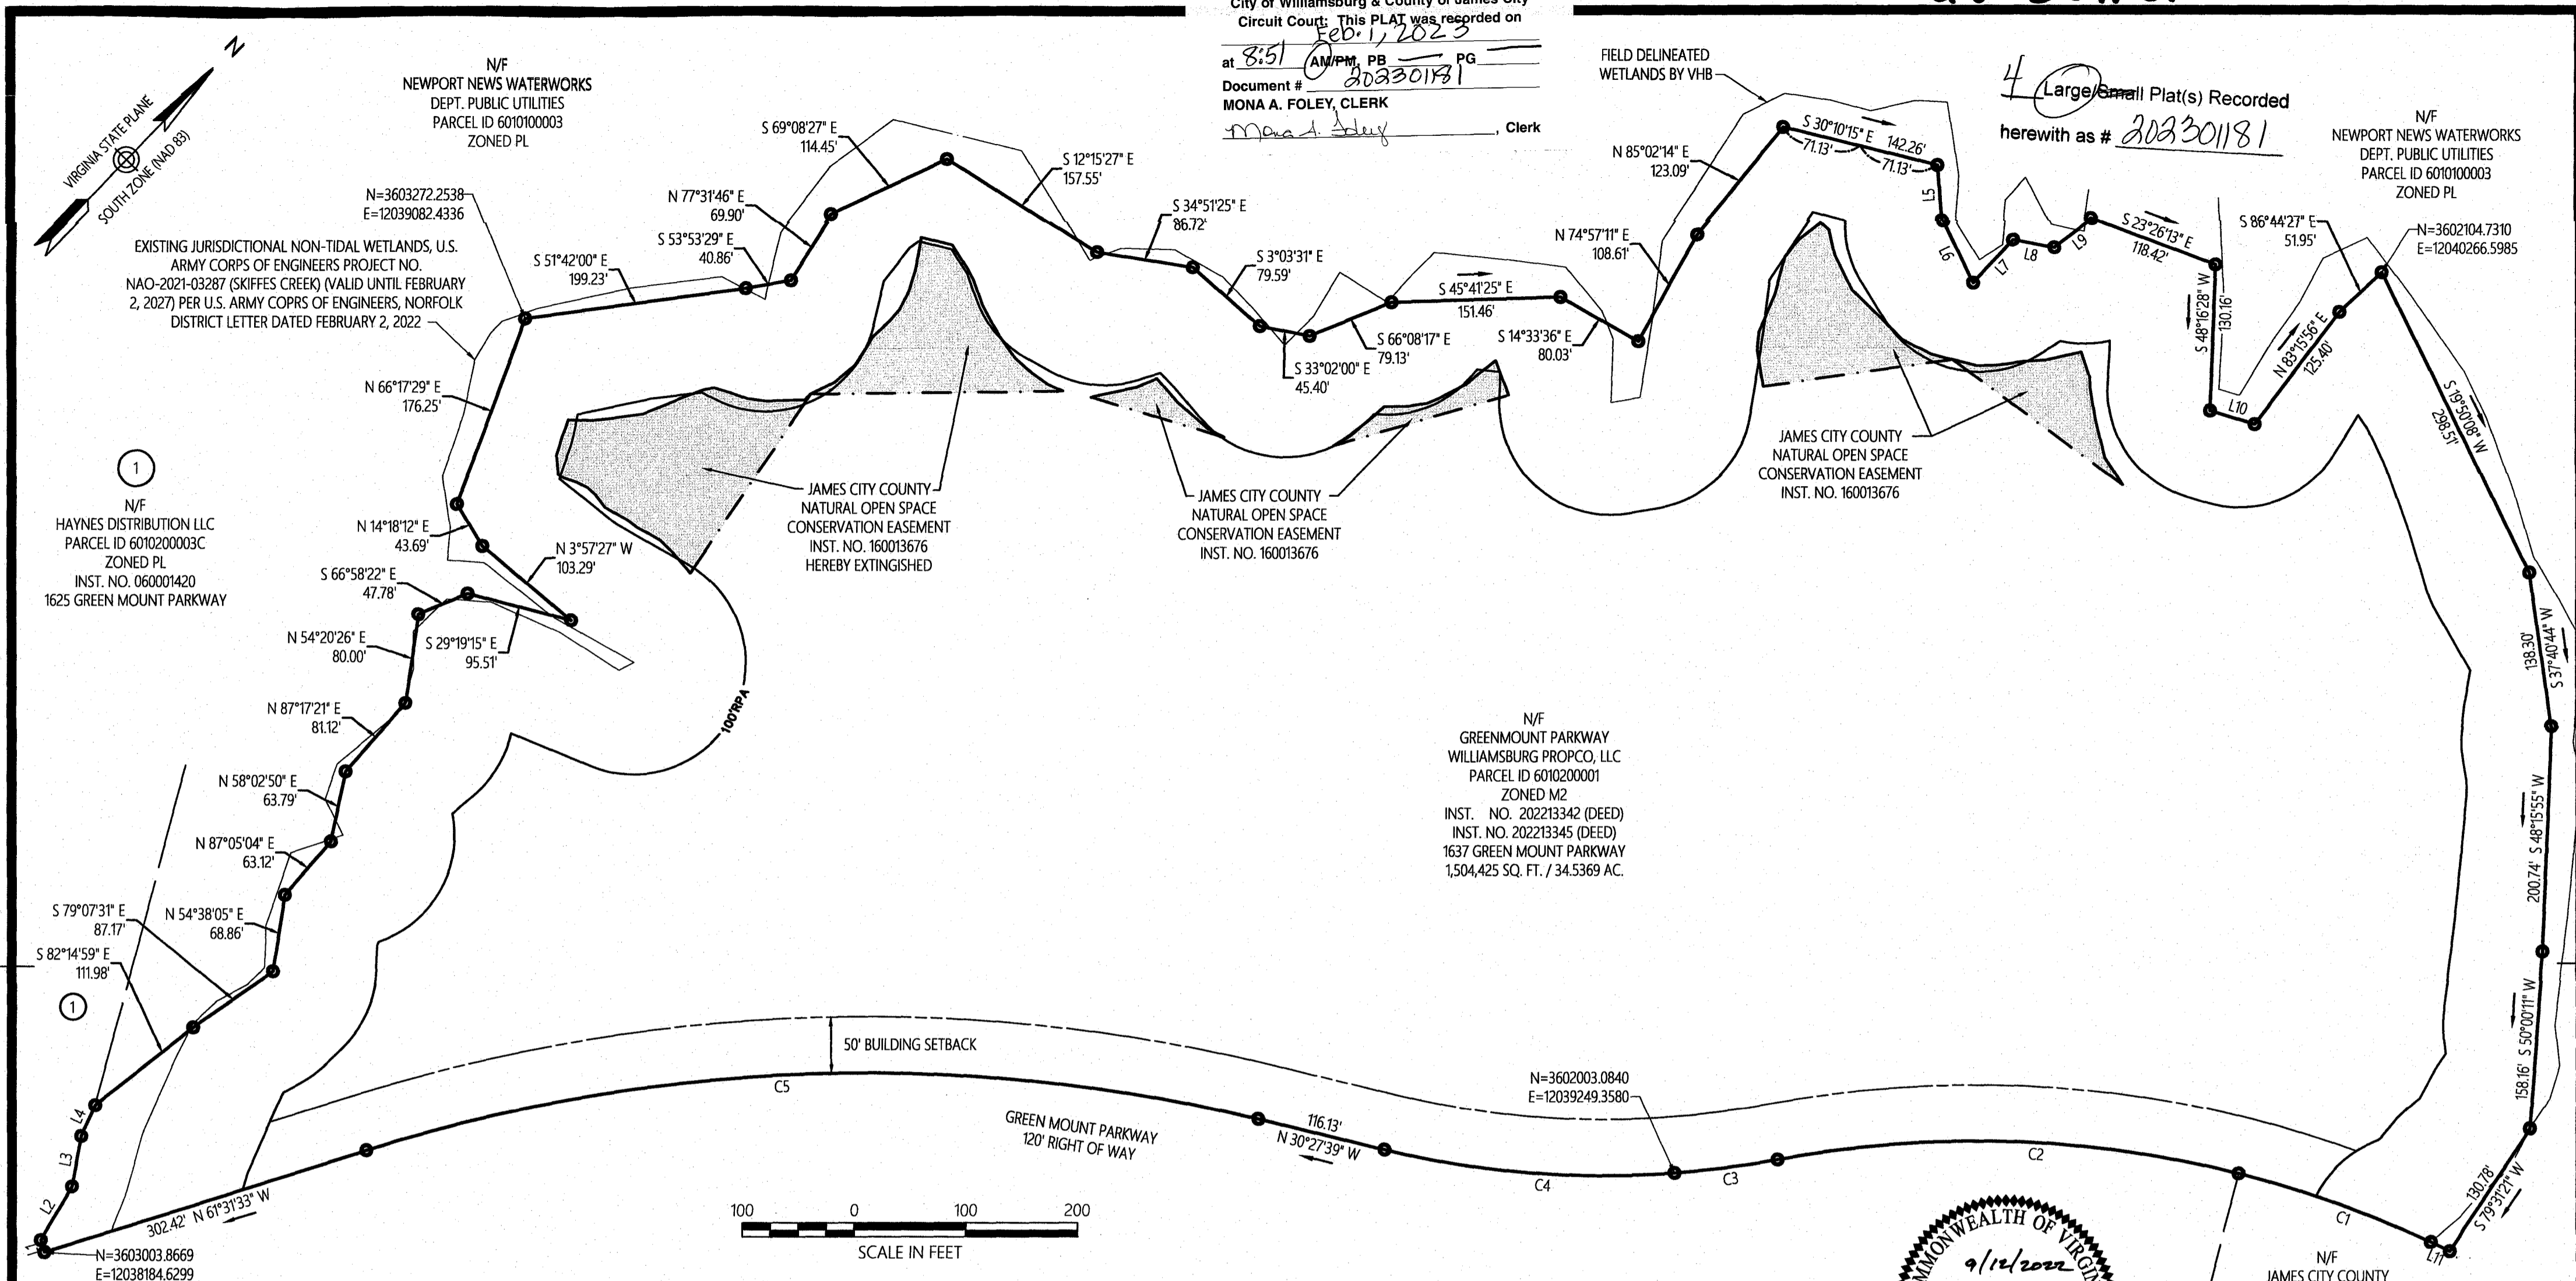 City of Williamsburg & County of James City
Circuit Court: This PLAT was recorded on
Feb. 1, 2023
at 8:51 AM/PM, PB — PG —
Document # 202301181
MONA A. FOLEY, CLERK
Mona A. Foley, Clerk
4 Large/Small Plat(s) Recorded
herewith as # 202301181
N
VIRGINIA STATE PLANE
SOUTH ZONE (NAD 83)
N/F
NEWPORT NEWS WATERWORKS
DEPT. PUBLIC UTILITIES
PARCEL ID 6010100003
ZONED PL
N=3603272.2538
E=12039082.4336
EXISTING JURISDICTIONAL NON-TIDAL WETLANDS, U.S.
ARMY CORPS OF ENGINEERS PROJECT NO.
NAO-2021-03287 (SKIFFES CREEK) (VALID UNTIL FEBRUARY
2, 2027) PER U.S. ARMY COPRS OF ENGINEERS, NORFOLK
DISTRICT LETTER DATED FEBRUARY 2, 2022
S 51°42'00" E
199.23'
S 53°53'29" E
40.86'
N 77°31'46" E
69.90'
S 69°08'27" E
114.45'
S 12°15'27" E
157.55'
S 34°51'25" E
86.72'
S 3°03'31" E
79.59'
S 33°02'00" E
45.40'
S 66°08'17" E
79.13'
S 45°41'25" E
151.46'
S 14°33'36" E
80.03'
N 74°57'11" E
108.61'
N 85°02'14" E
123.09'
FIELD DELINEATED
WETLANDS BY VHB
S 30°10'15" E 142.26'
71.13'
71.13'
L5
L6
L7
L8
L9
S 23°26'13" E
118.42'
S 48°16'28" W
130.16'
L10
N 83°15'56" E
125.40'
S 86°44'27" E
51.95'
N/F
NEWPORT NEWS WATERWORKS
DEPT. PUBLIC UTILITIES
PARCEL ID 6010100003
ZONED PL
N=3602104.7310
E=12040266.5985
S 19°50'08" W
298.51'
138.30'
S 37°40'44" W
200.74' S 48°15'55" W
158.16' S 50°00'11" W
130.78'
S 79°31'21" W
L11
N 66°17'29" E
176.25'
N 14°18'12" E
43.69'
N 3°57'27" W
103.29'
S 66°58'22" E
47.78'
S 29°19'15" E
95.51'
N 54°20'26" E
80.00'
N 87°17'21" E
81.12'
N 58°02'50" E
63.79'
N 87°05'04" E
63.12'
N 54°38'05" E
68.86'
S 79°07'31" E
87.17'
S 82°14'59" E
111.98'
1
N/F
HAYNES DISTRIBUTION LLC
PARCEL ID 6010200003C
ZONED PL
INST. NO. 060001420
1625 GREEN MOUNT PARKWAY
1
L4
L3
L2
JAMES CITY COUNTY
NATURAL OPEN SPACE
CONSERVATION EASEMENT
INST. NO. 160013676
HEREBY EXTINGISHED
JAMES CITY COUNTY
NATURAL OPEN SPACE
CONSERVATION EASEMENT
INST. NO. 160013676
JAMES CITY COUNTY
NATURAL OPEN SPACE
CONSERVATION EASEMENT
INST. NO. 160013676
100'RPA
N/F
GREENMOUNT PARKWAY
WILLIAMSBURG PROPCO, LLC
PARCEL ID 6010200001
ZONED M2
INST. NO. 202213342 (DEED)
INST. NO. 202213345 (DEED)
1637 GREEN MOUNT PARKWAY
1,504,425 SQ. FT. / 34.5369 AC.
50' BUILDING SETBACK
C5
GREEN MOUNT PARKWAY
120' RIGHT OF WAY
116.13'
N 30°27'39" W
N=3602003.0840
E=12039249.3580
C4
C3
C2
C1
302.42' N 61°31'33" W
N=3603003.8669
E=12038184.6299
100 0 100 200
SCALE IN FEET
COMMONWEALTH OF VIRGINIA
9/12/2022
N/F
JAMES CITY COUNTY